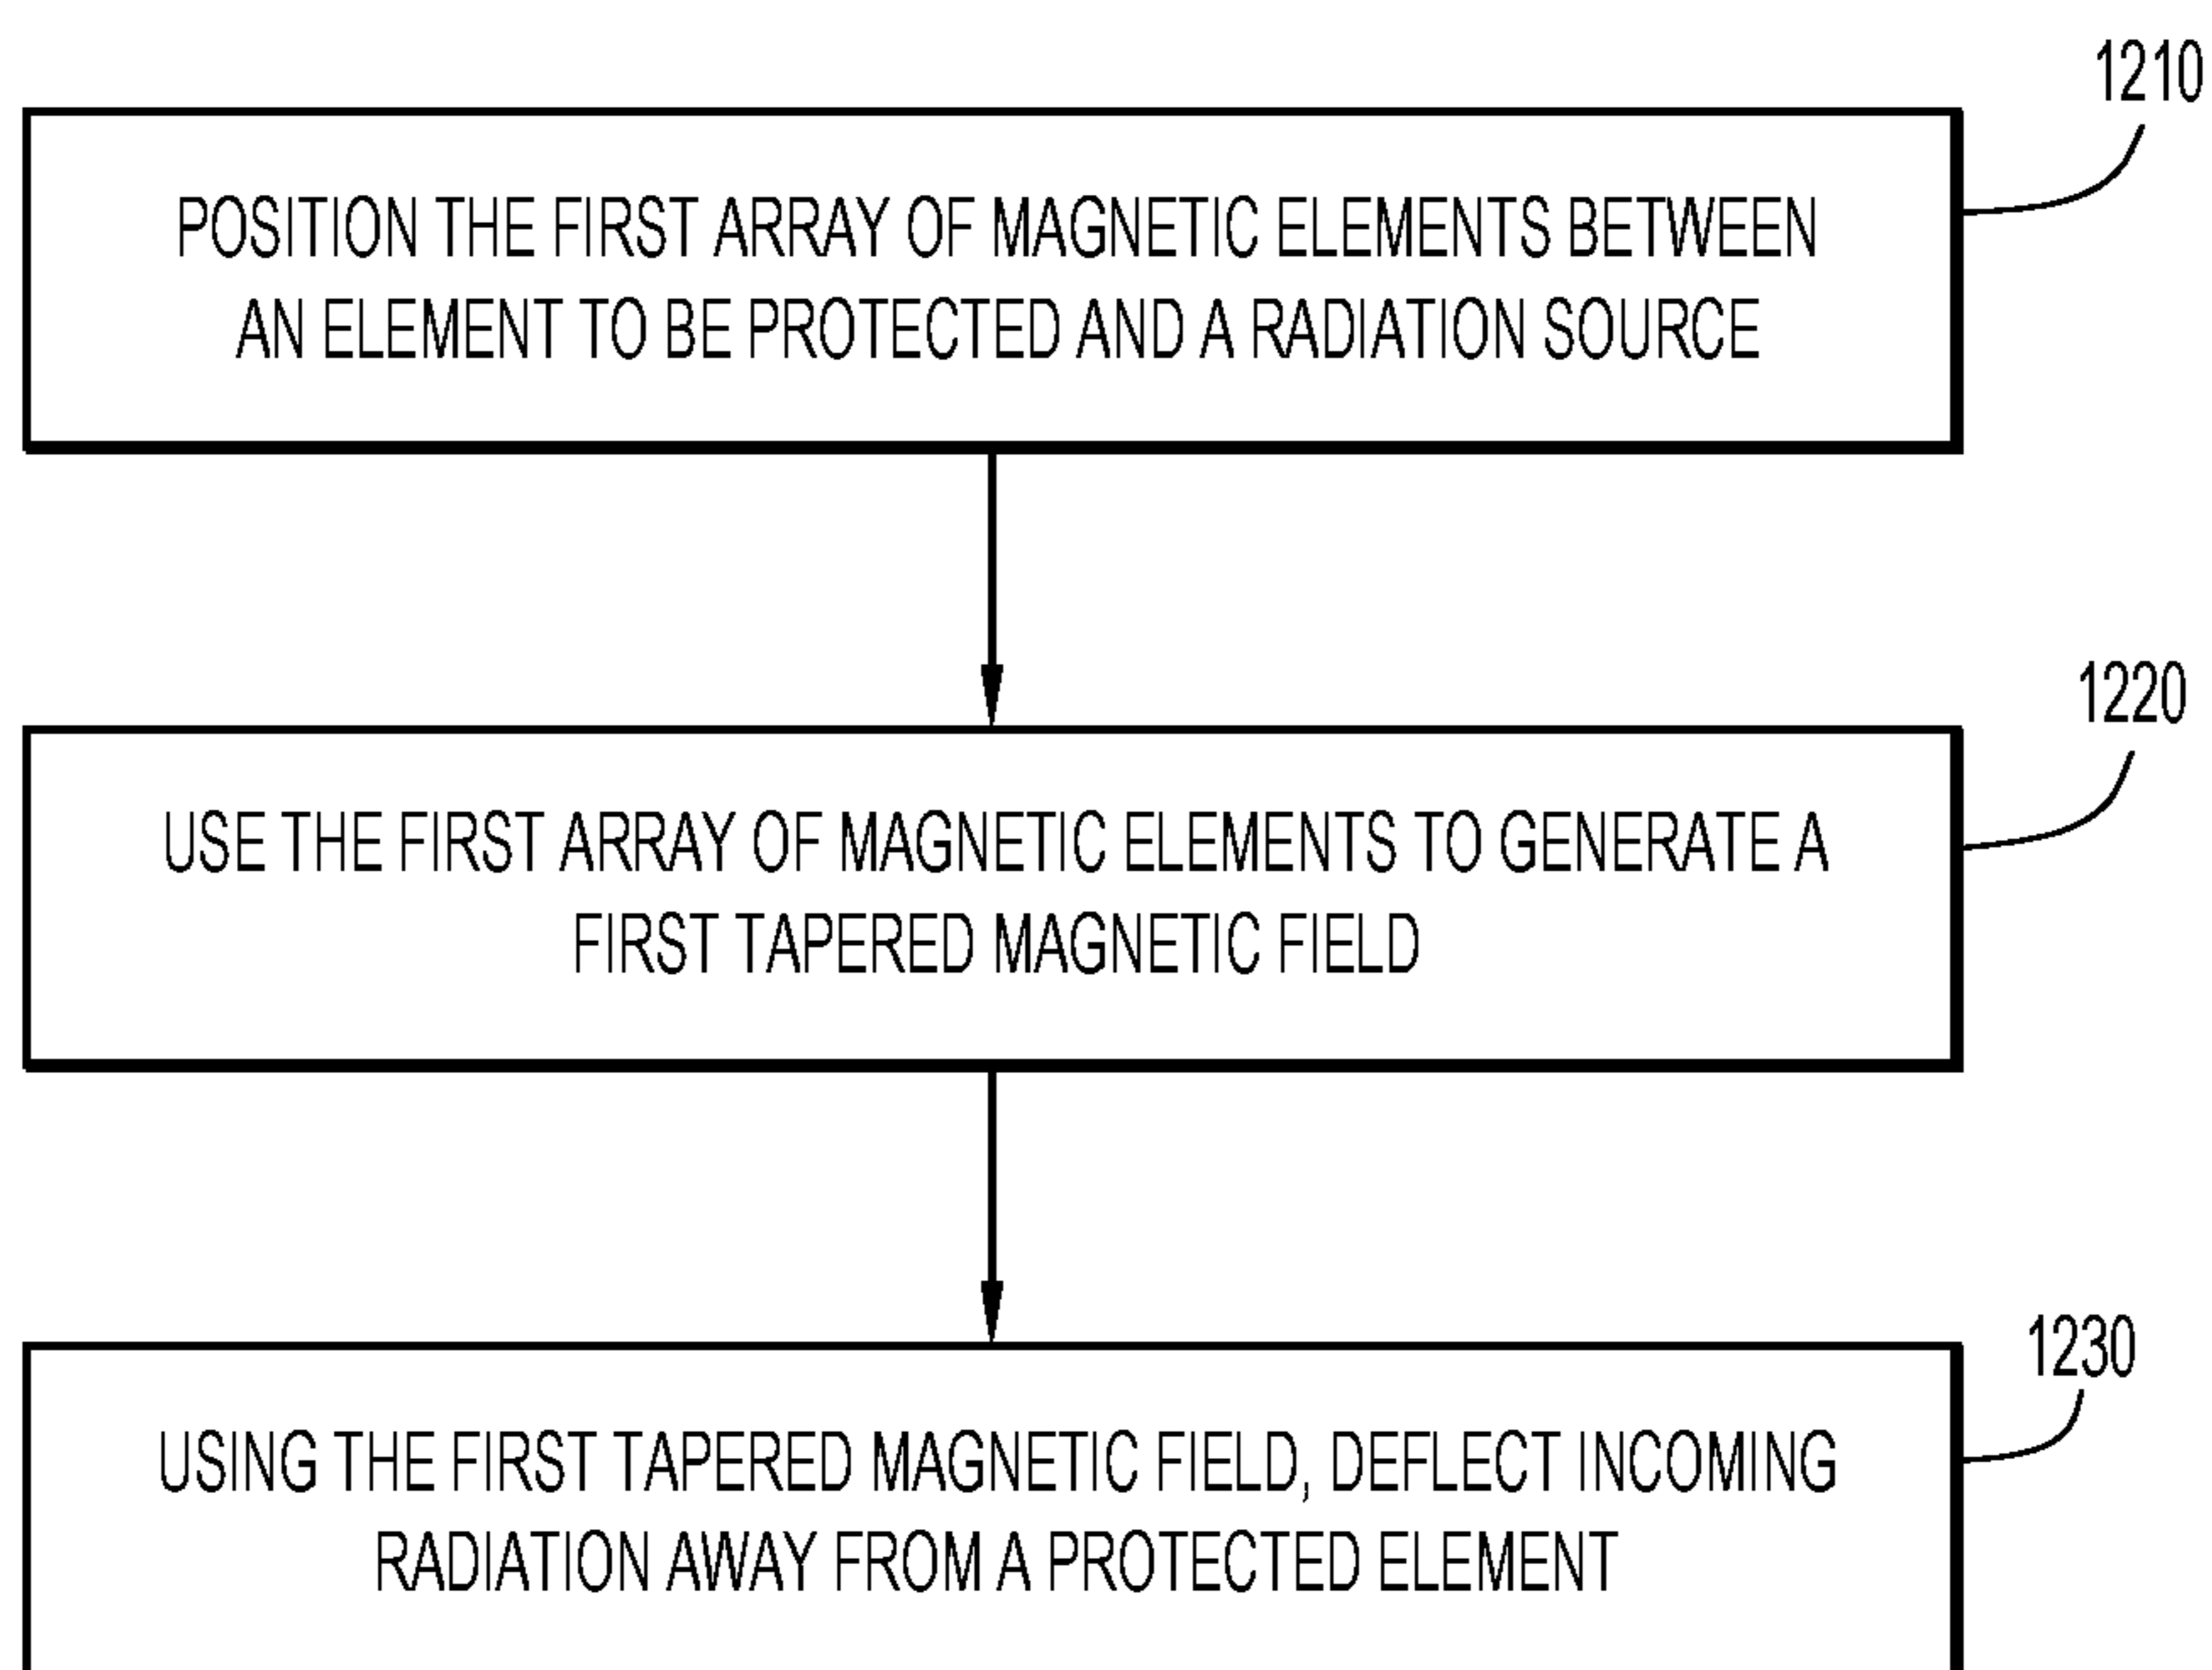 1210
POSITION THE FIRST ARRAY OF MAGNETIC ELEMENTS BETWEEN
AN ELEMENT TO BE PROTECTED AND A RADIATION SOURCE
1220
USE THE FIRST ARRAY OF MAGNETIC ELEMENTS TO GENERATE A
FIRST TAPERED MAGNETIC FIELD
1230
USING THE FIRST TAPERED MAGNETIC FIELD, DEFLECT INCOMING
RADIATION AWAY FROM A PROTECTED ELEMENT